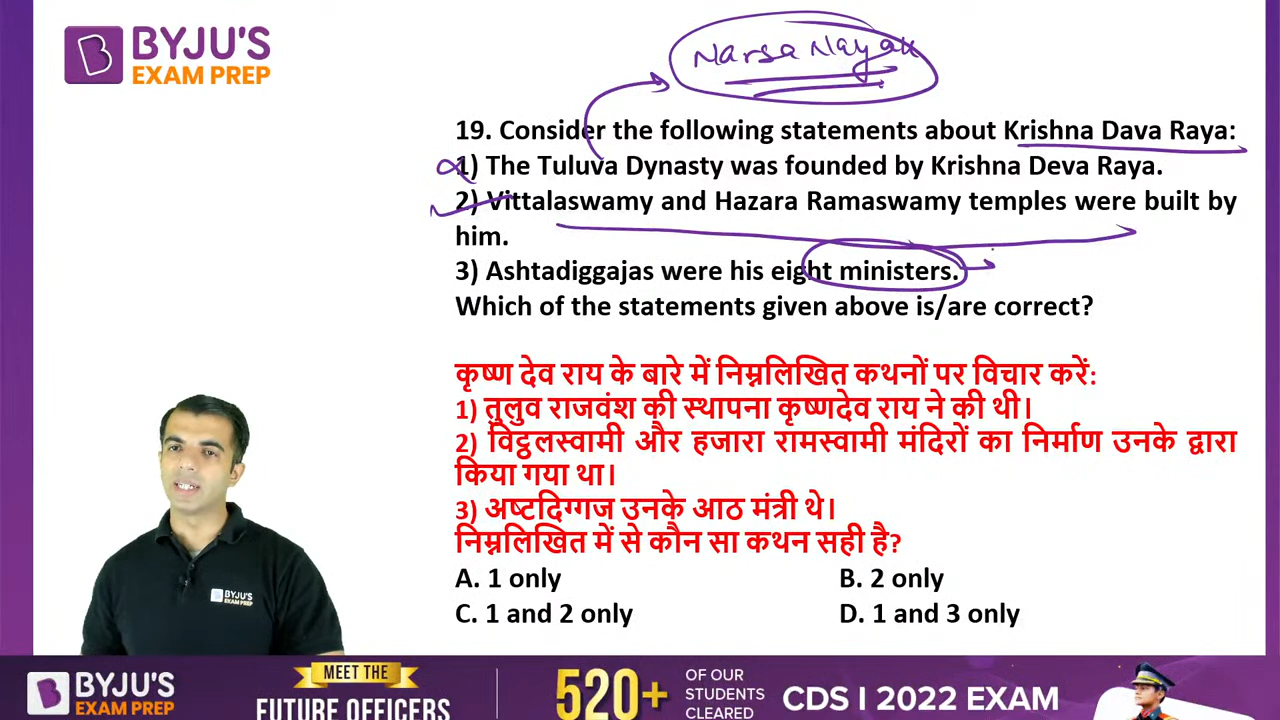 BYJU'S
EXAM PREP
Narsa Nayak
19. Consider the following statements about Krishna Dava Raya:
1) The Tuluva Dynasty was founded by Krishna Deva Raya.
2) Vittalaswamy and Hazara Ramaswamy temples were built by
him.
3) Ashtadiggajas were his eight ministers.
Which of the statements given above is/are correct?
कृष्ण देव राय के बारे में निम्नलिखित कथनों पर विचार करें:
1) तुलुव राजवंश की स्थापना कृष्णदेव राय ने की थी।
2) विट्ठलस्वामी और हजारा रामस्वामी मंदिरों का निर्माण उनके द्वारा
किया गया था।
3) अष्टदिग्गज उनके आठ मंत्री थे।
निम्नलिखित में से कौन सा कथन सही है?
A. 1 only
B. 2 only
C. 1 and 2 only
D. 1 and 3 only
BYJU'S
EXAM PREP
BYJU'S
EXAM PREP
MEET THE
FUTURE OFFICERS
520+
OF OUR
STUDENTS
CLEARED
CDS I 2022 EXAM